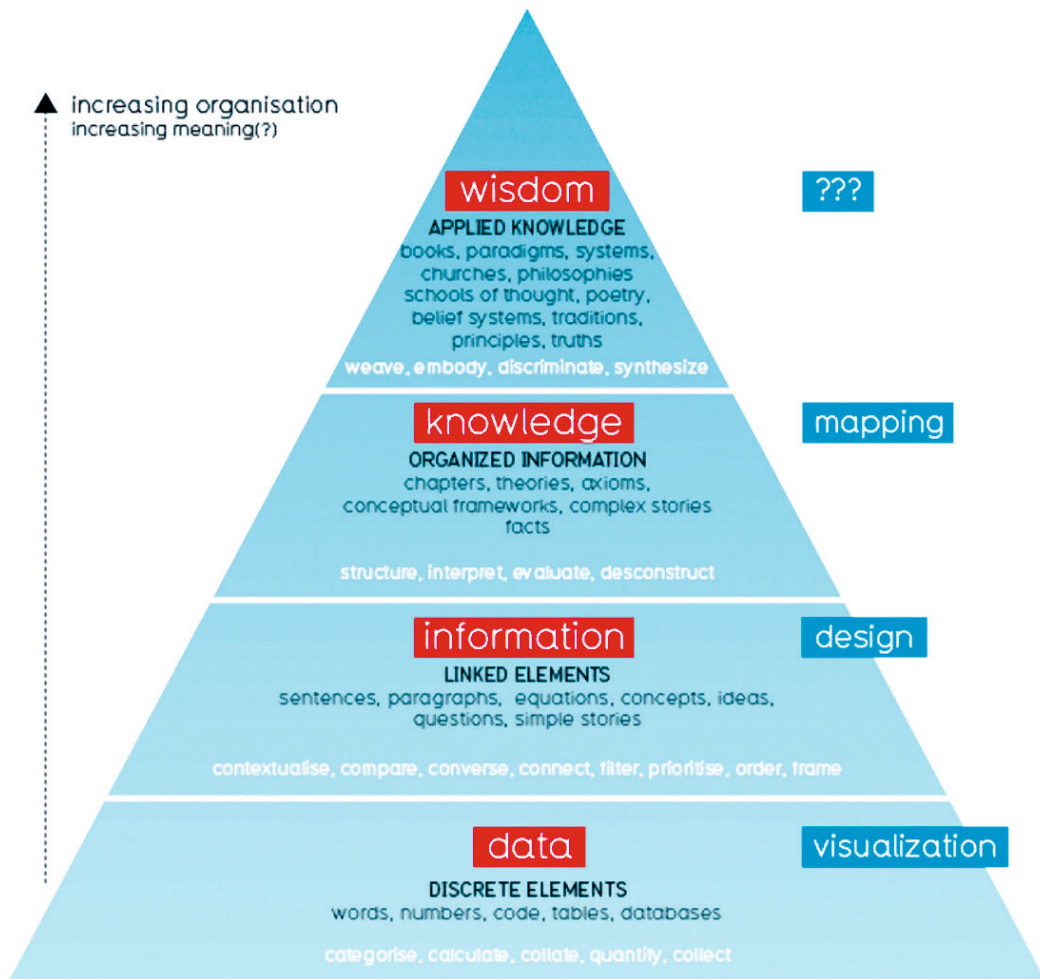 increasing organisation
increasing meaning(?)
wisdom
???
APPLIED KNOWLEDGE
books, paradigms, systems,
churches, philosophies
schools of thought, poetry,
belief systems, traditions,
principles, truths
weave, embody, discriminate, synthesize
knowledge
mapping
ORGANIZED INFORMATION
chapters, theories, axioms,
conceptual frameworks, complex stories
facts
structure, interpret, evaluate, desconstruct
information
design
LINKED ELEMENTS
sentences, paragraphs, equations, concepts, ideas,
questions, simple stories
contextualise, compare, converse, connect, filter, prioritise, order, frame
data
visualization
DISCRETE ELEMENTS
words, numbers, code, tables, databases
categorise, calculate, collate, quantify, collect